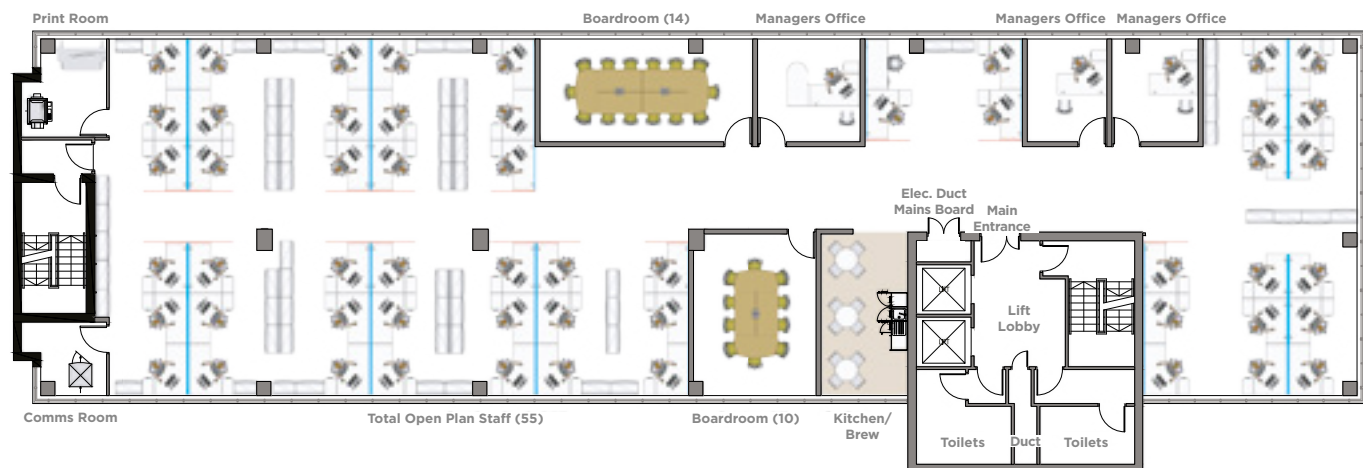 Print Room
Boardroom (14)
Managers Office
Managers Office
Managers Office
Elec. Duct
Mains Board
Main
Entrance
Lift
Lobby
Comms Room
Total Open Plan Staff (55)
Boardroom (10)
Kitchen/
Brew
Toilets
Duct
Toilets